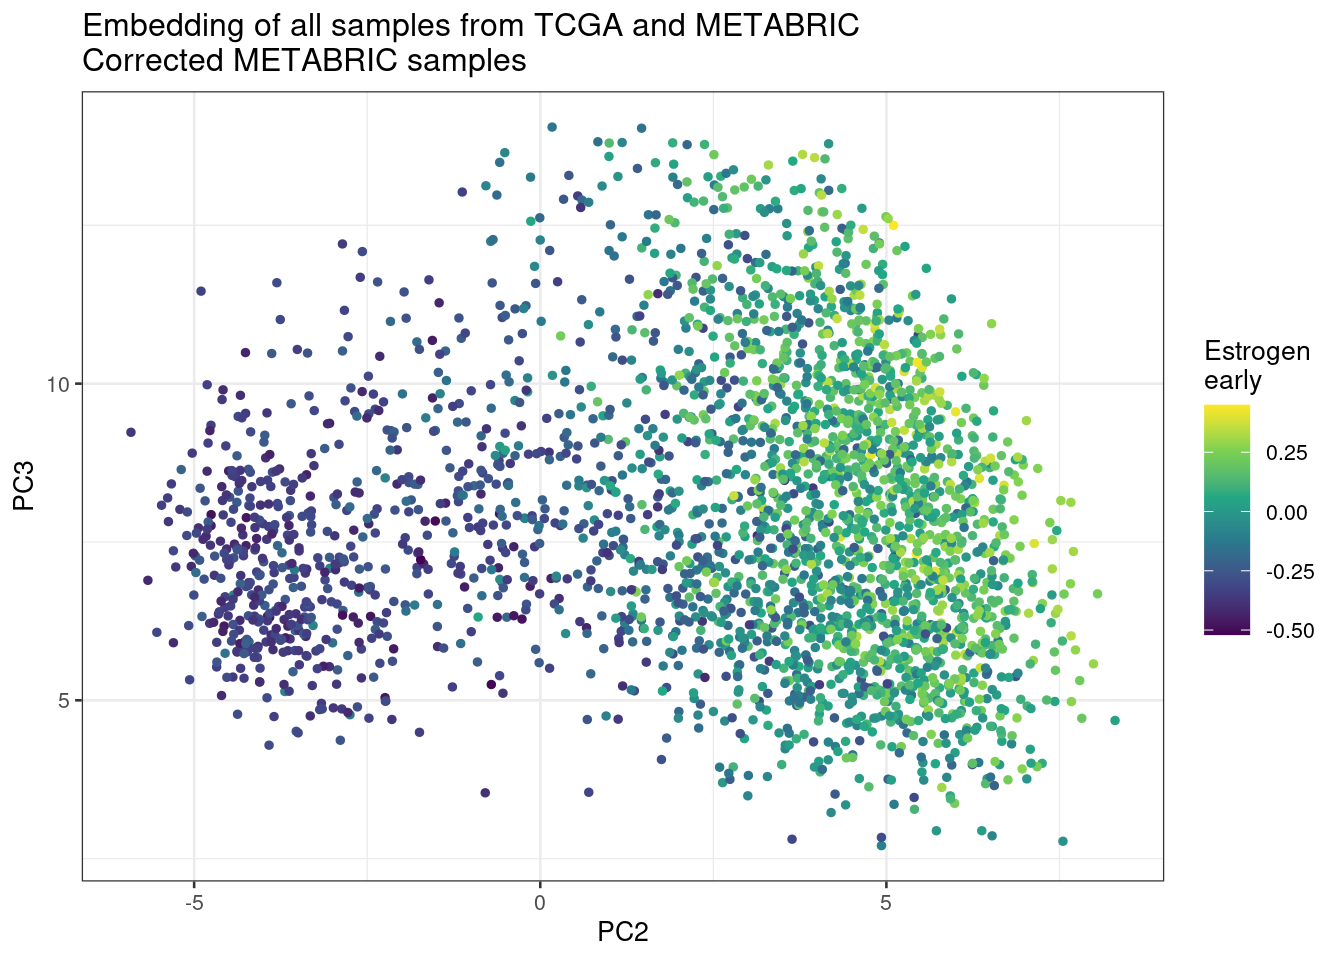 Embedding of all samples from TCGA and METABRIC
Corrected METABRIC samples
PC3
10
5
-5
0
5
PC2
Estrogen
early
0.25
0.00
-0.25
-0.50